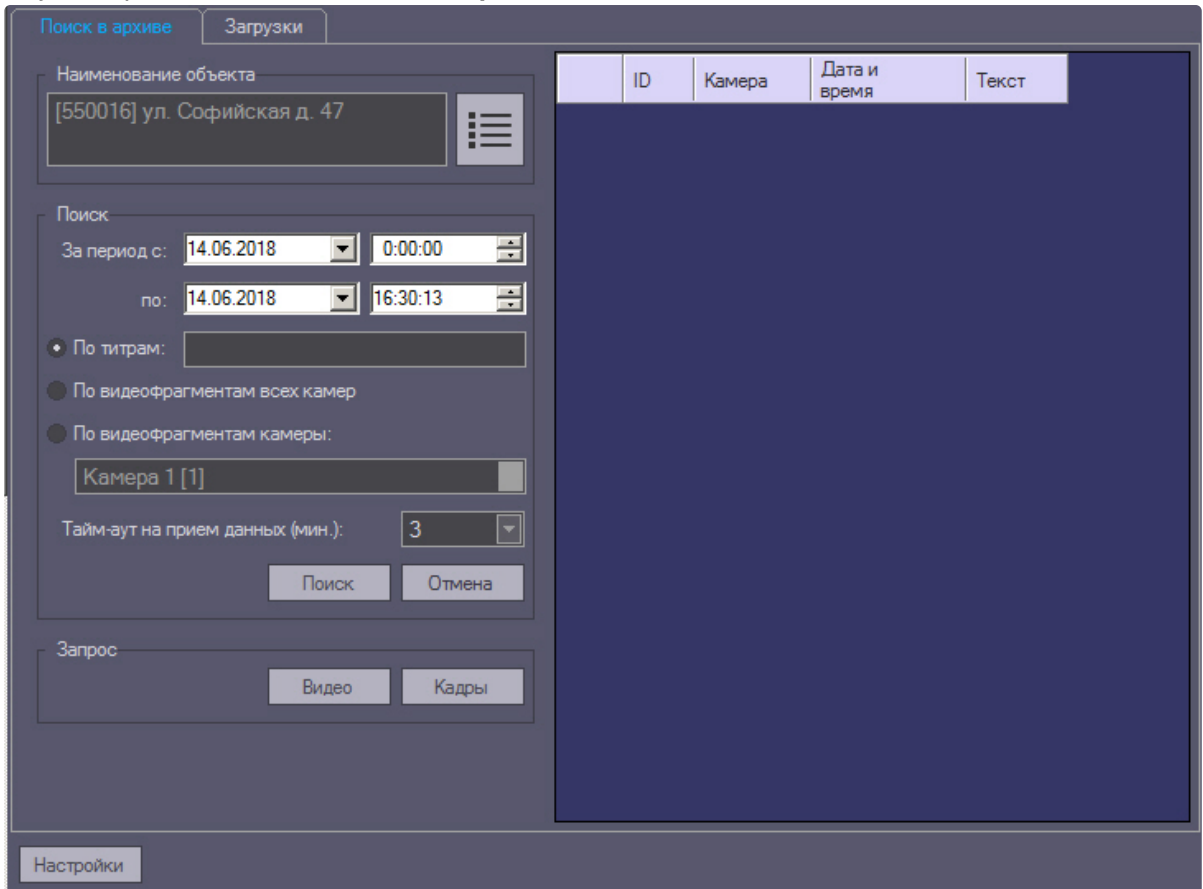 Поиск в архиве
Загрузки
Наименование объекта
[550016] ул. Софийская д. 47
ID
Камера
Дата и
время
Текст
Поиск
За период с: 14.06.2018 0:00:00
по: 14.06.2018 16:30:13
По титрам:
По видеофрагментам всех камер
По видеофрагментам камеры:
Камера 1 [1]
Тайм-аут на прием данных (мин.): 3
Поиск
Отмена
Запрос
Видео
Кадры
Настройки